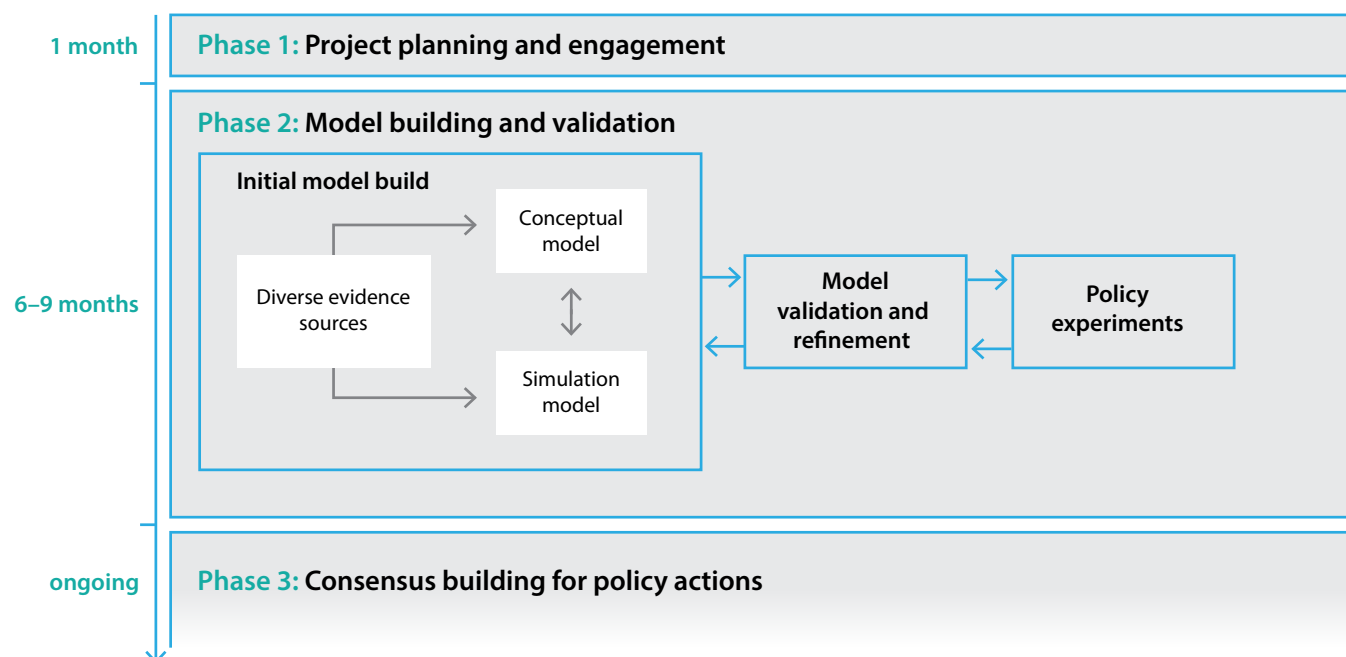 1 month
Phase 1: Project planning and engagement
6–9 months
Phase 2: Model building and validation
Initial model build
Diverse evidence
sources
Conceptual
model
Simulation
model
Model
validation and
refinement
Policy
experiments
ongoing
Phase 3: Consensus building for policy actions